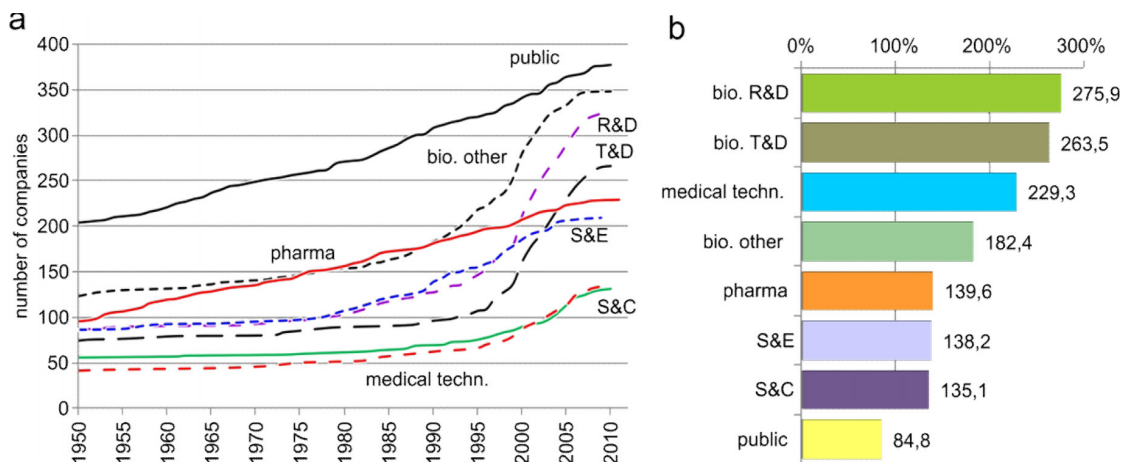 a
400
350
300
250
200
150
100
50
0
number of companies
public
R&D
bio. other
T&D
pharma
S&E
S&C
medical techn.
1950 1955 1960 1965 1970 1975 1980 1985 1990 1995 2000 2005 2010
b
0% 100% 200% 300%
bio. R&D 275,9
bio. T&D 263,5
medical techn. 229,3
bio. other 182,4
pharma 139,6
S&E 138,2
S&C 135,1
public 84,8